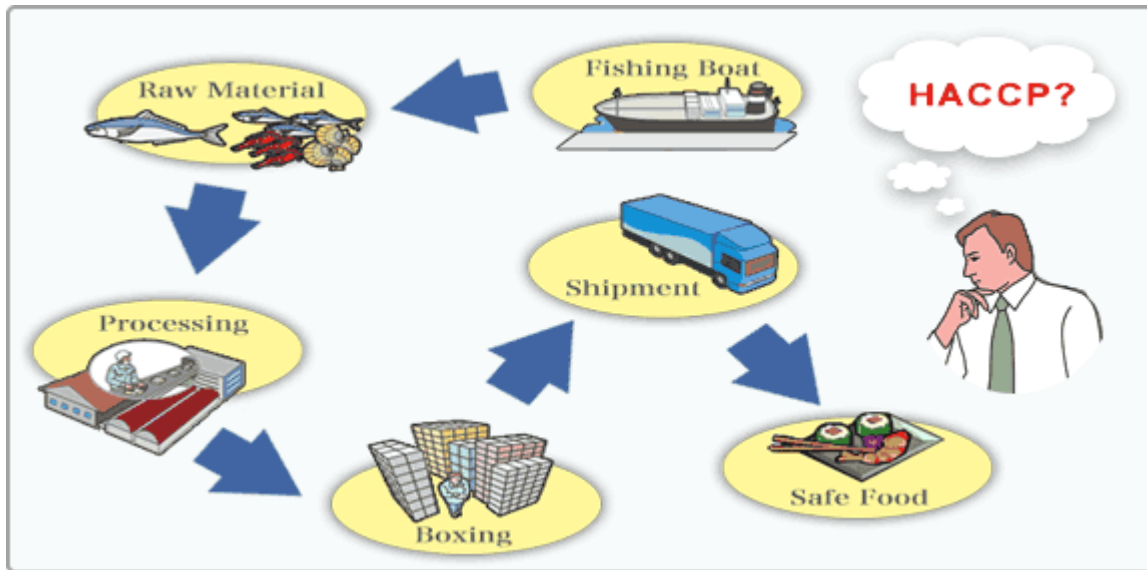 Fishing Boat
Raw Material
HACCP?
Processing
Shipment
Boxing
Safe Food